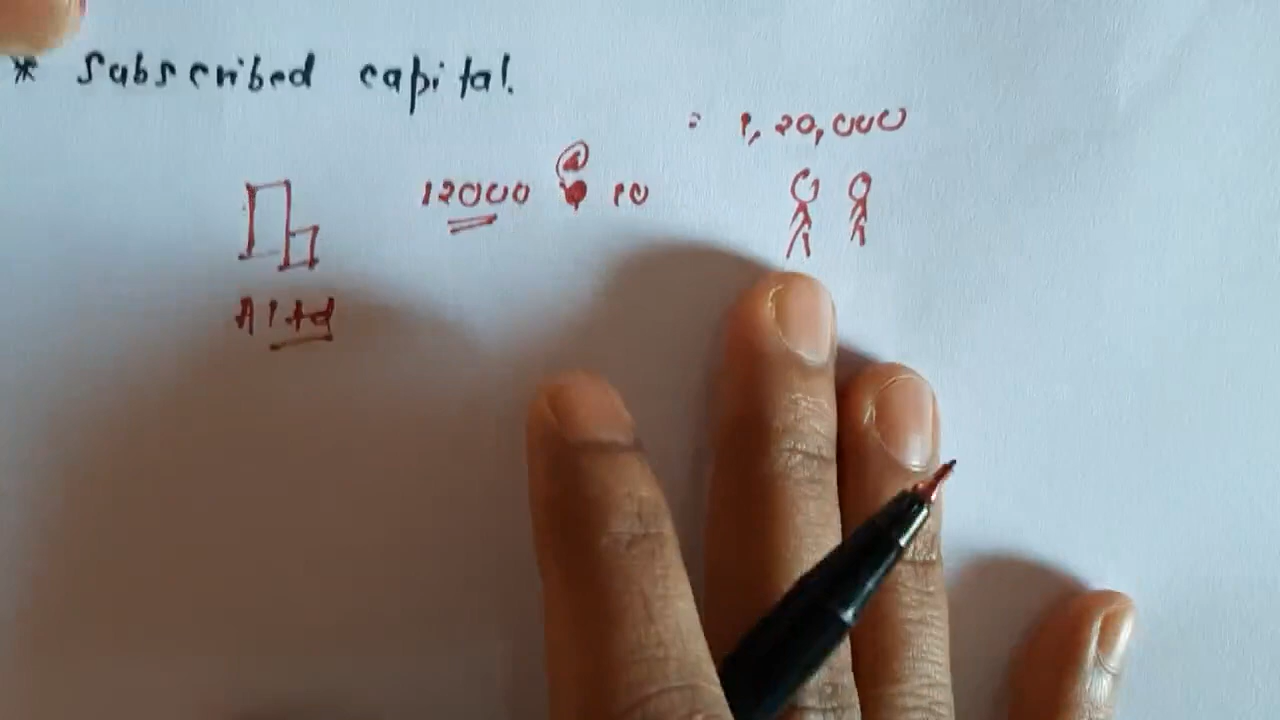 * Subscribed capital.
= 1,20,000
12000 @ 10
A Ltd